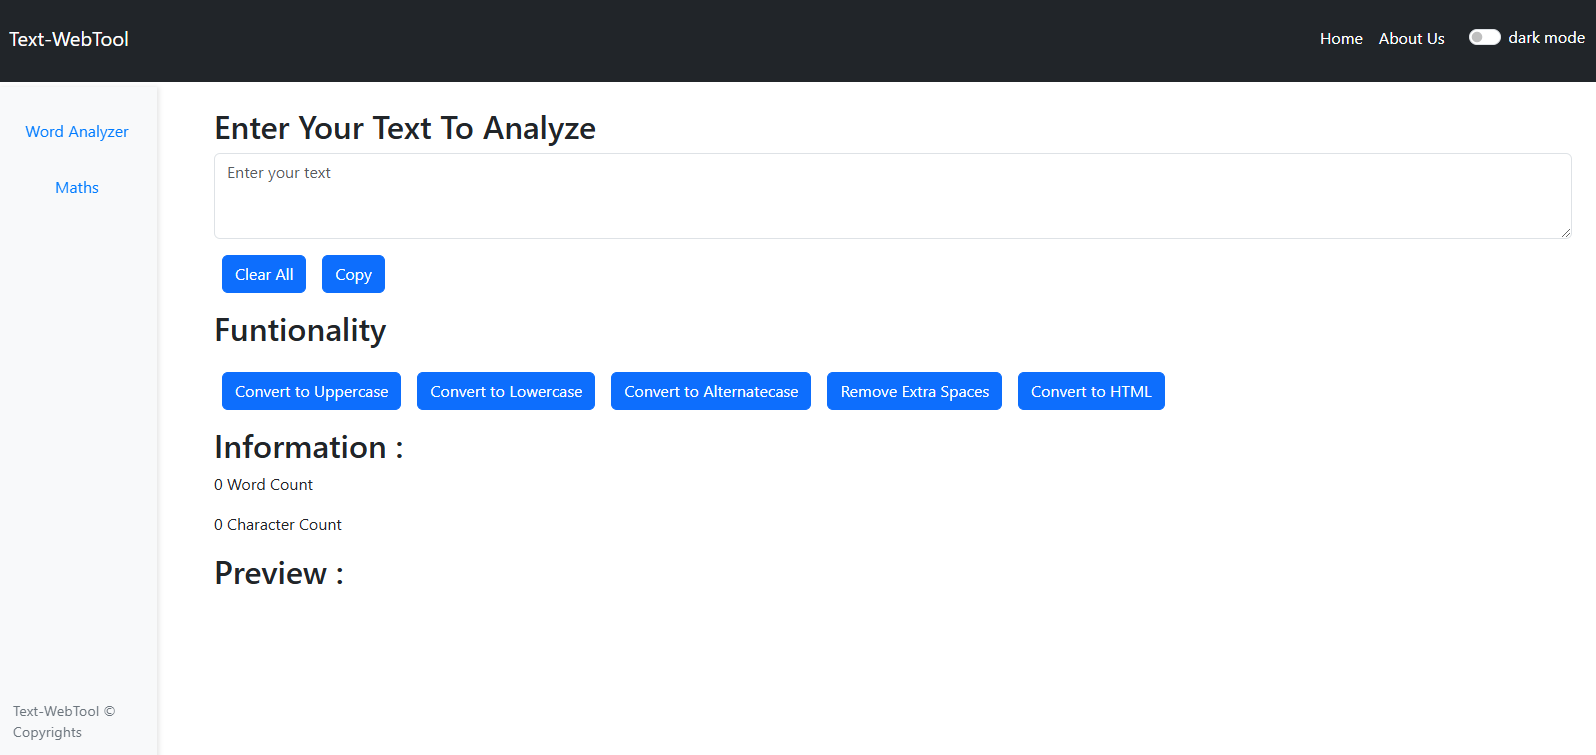 Text-WebTool
Home About Us dark mode
Word Analyzer
Maths
Enter Your Text To Analyze
Enter your text
Clear All Copy
Funtionality
Convert to Uppercase Convert to Lowercase Convert to Alternatecase Remove Extra Spaces Convert to HTML
Information :
0 Word Count
0 Character Count
Preview :
Text-WebTool ©
Copyrights